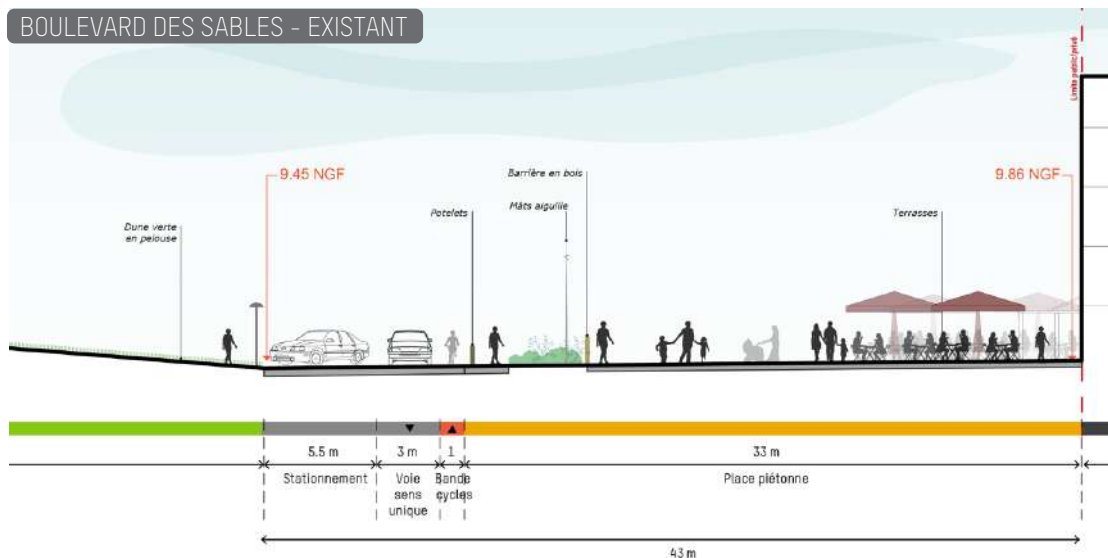 BOULEVARD DES SABLES - EXISTANT
Limite public/privé
9.45 NGF
Barrière en bois
9.86 NGF
Potelets
Mâts aiguille
Terrasses
Dune verte
en pelouse
5.5 m
3 m
1
33 m
Stationnement
Voie
sens
unique
Bande
cycles
Place piétonne
43 m